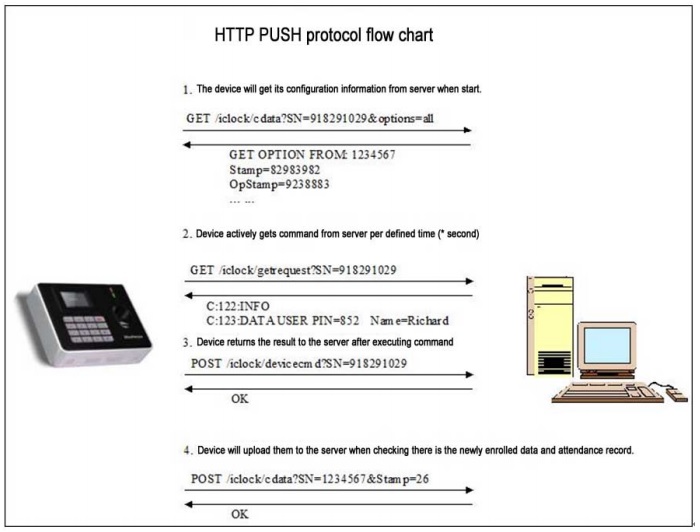 HTTP PUSH protocol flow chart
1. The device will get its configuration information from server when start.
GET /iclock/cdata?SN=918291029&options=all
GET OPTION FROM: 1234567
Stamp=82983982
OpStamp=9238883
... ...
2. Device actively gets command from server per defined time (* second)
GET /iclock/getrequest?SN=918291029
C:122:INFO
C:123:DATA USER PIN=852 Name=Richard
3. Device returns the result to the server after executing command
POST /iclock/devicecmd?SN=918291029
OK
4. Device will upload them to the server when checking there is the newly enrolled data and attendance record.
POST /iclock/cdata?SN=1234567&Stamp=26
OK